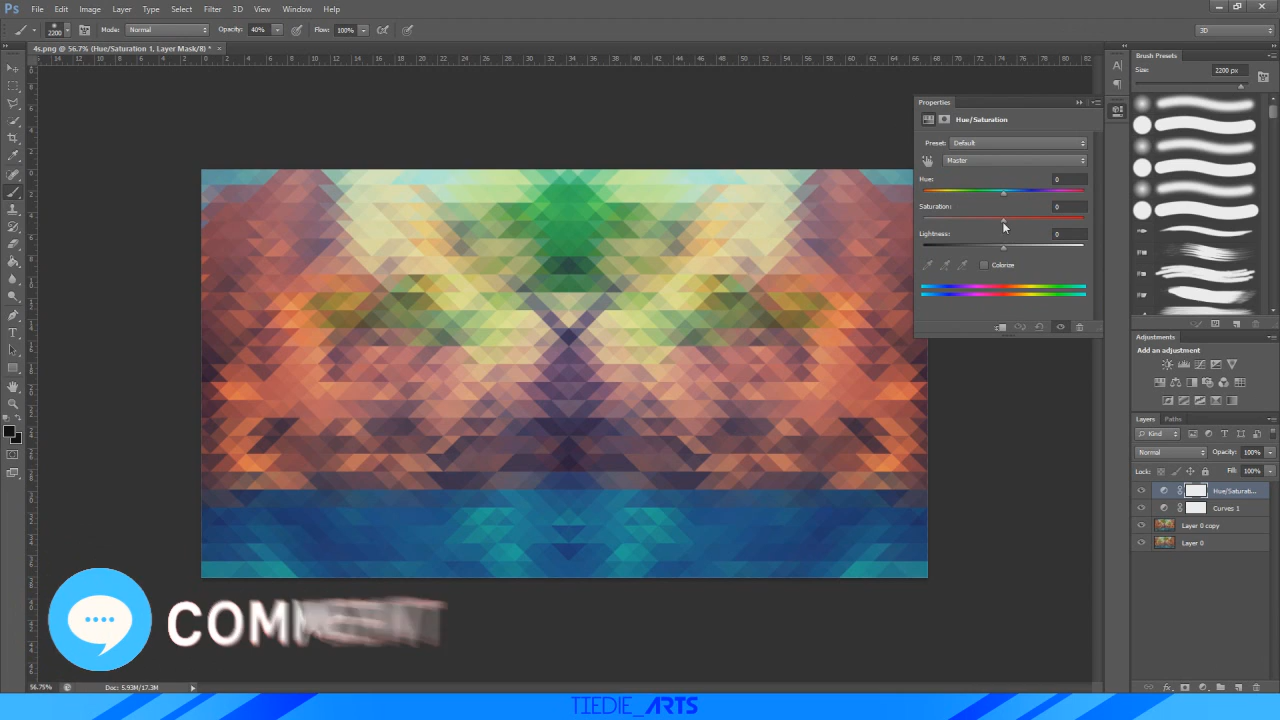 Ps File Edit Image Layer Type Select Filter 3D View Window Help
2200 Mode: Normal Opacity: 40% Flow: 100% 3D
4s.png @ 56.7% (Hue/Saturation 1, Layer Mask/8) * ×
Properties
Hue/Saturation
Preset: Default
Master
Hue: 0
Saturation: 0
Lightness: 0
Colorize
Brush Presets
Size: 2200 px
Adjustments
Add an adjustment
Layers Paths
Kind
Normal Opacity: 100%
Lock: Fill: 100%
Hue/Saturati...
Curves 1
Layer 0 copy
Layer 0
56.75% Doc: 5.93M/17.3M
TIEDIE_ARTS